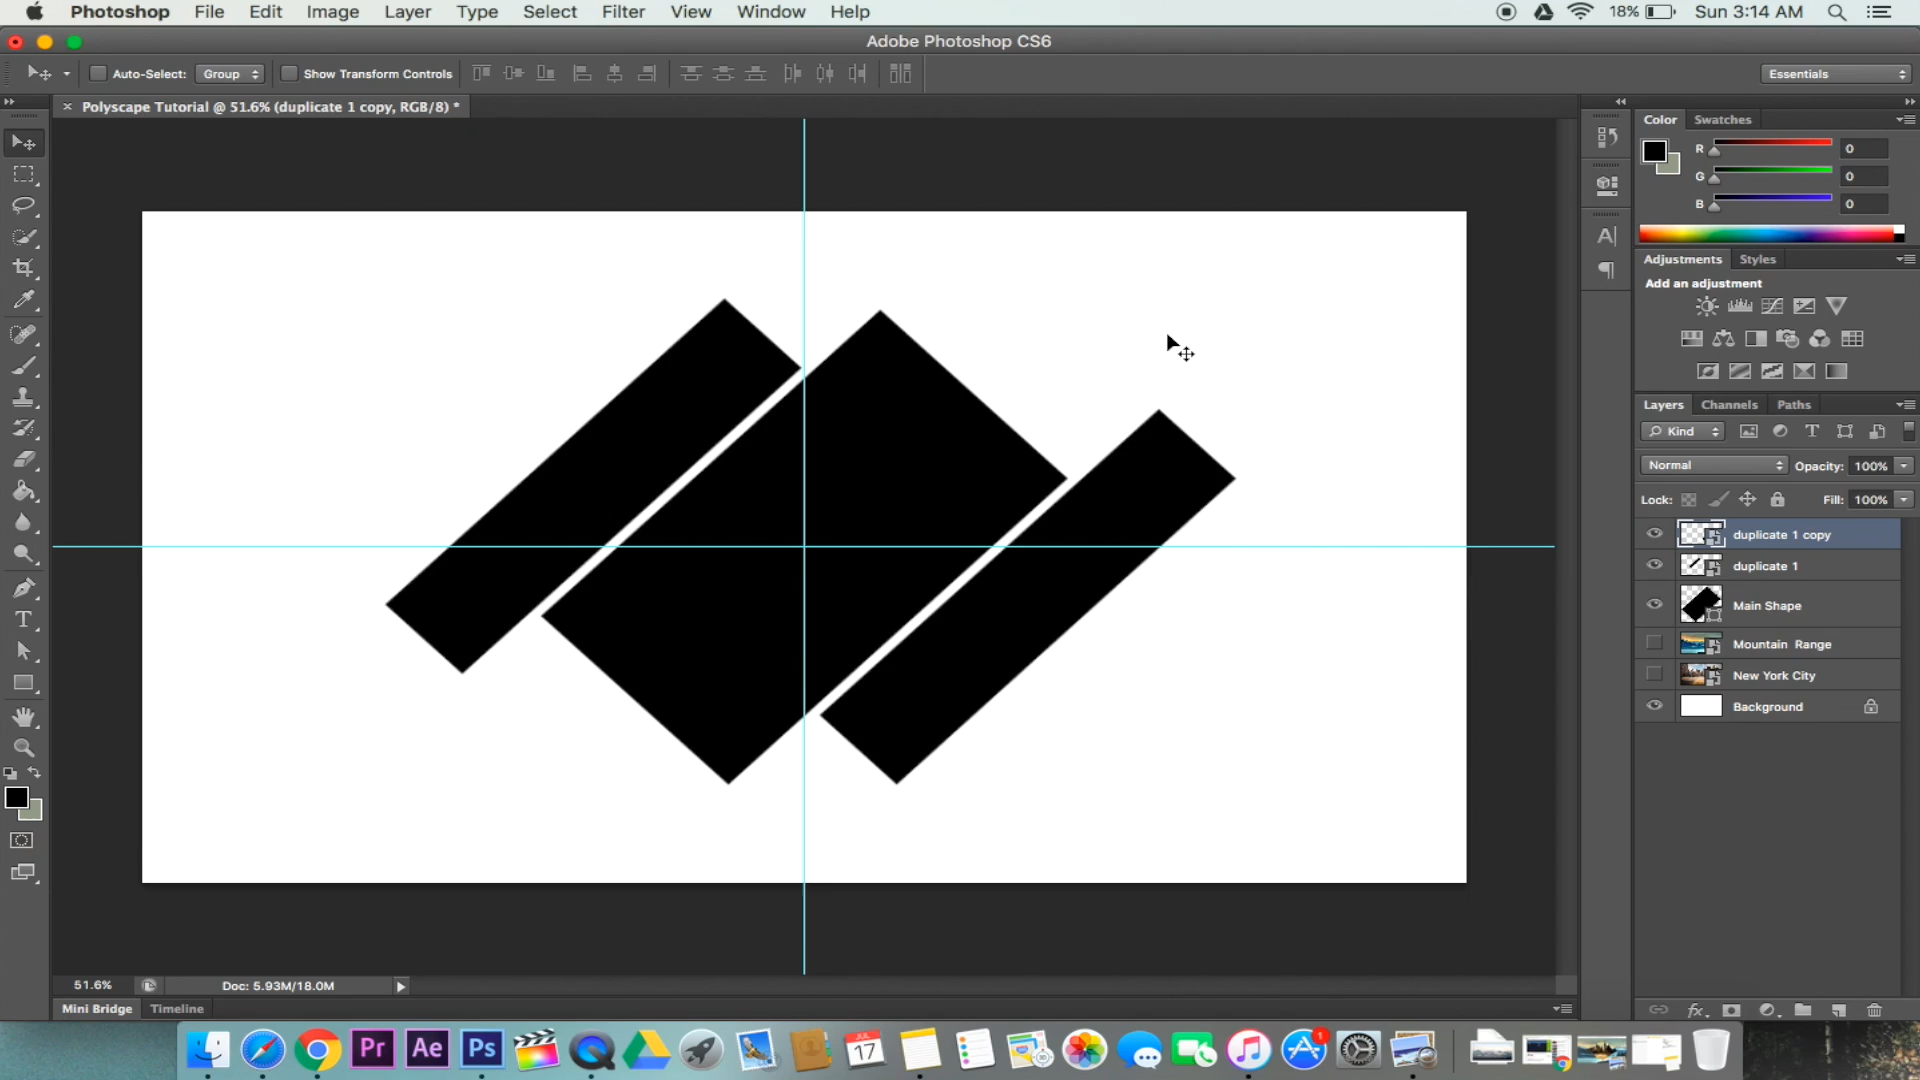 Photoshop File Edit Image Layer Type Select Filter View Window Help 18% Sun 3:14 AM
Adobe Photoshop CS6
Auto-Select: Group Show Transform Controls Essentials
Polyscape Tutorial @ 51.6% (duplicate 1 copy, RGB/8) *
Color Swatches
R 0
G 0
B 0
Adjustments Styles
Add an adjustment
Layers Channels Paths
Kind
Normal Opacity: 100%
Lock: Fill: 100%
duplicate 1 copy
duplicate 1
Main Shape
Mountain Range
New York City
Background
51.6% Doc: 5.93M/18.0M
Mini Bridge Timeline
Pr Ae Ps JUL 17 1